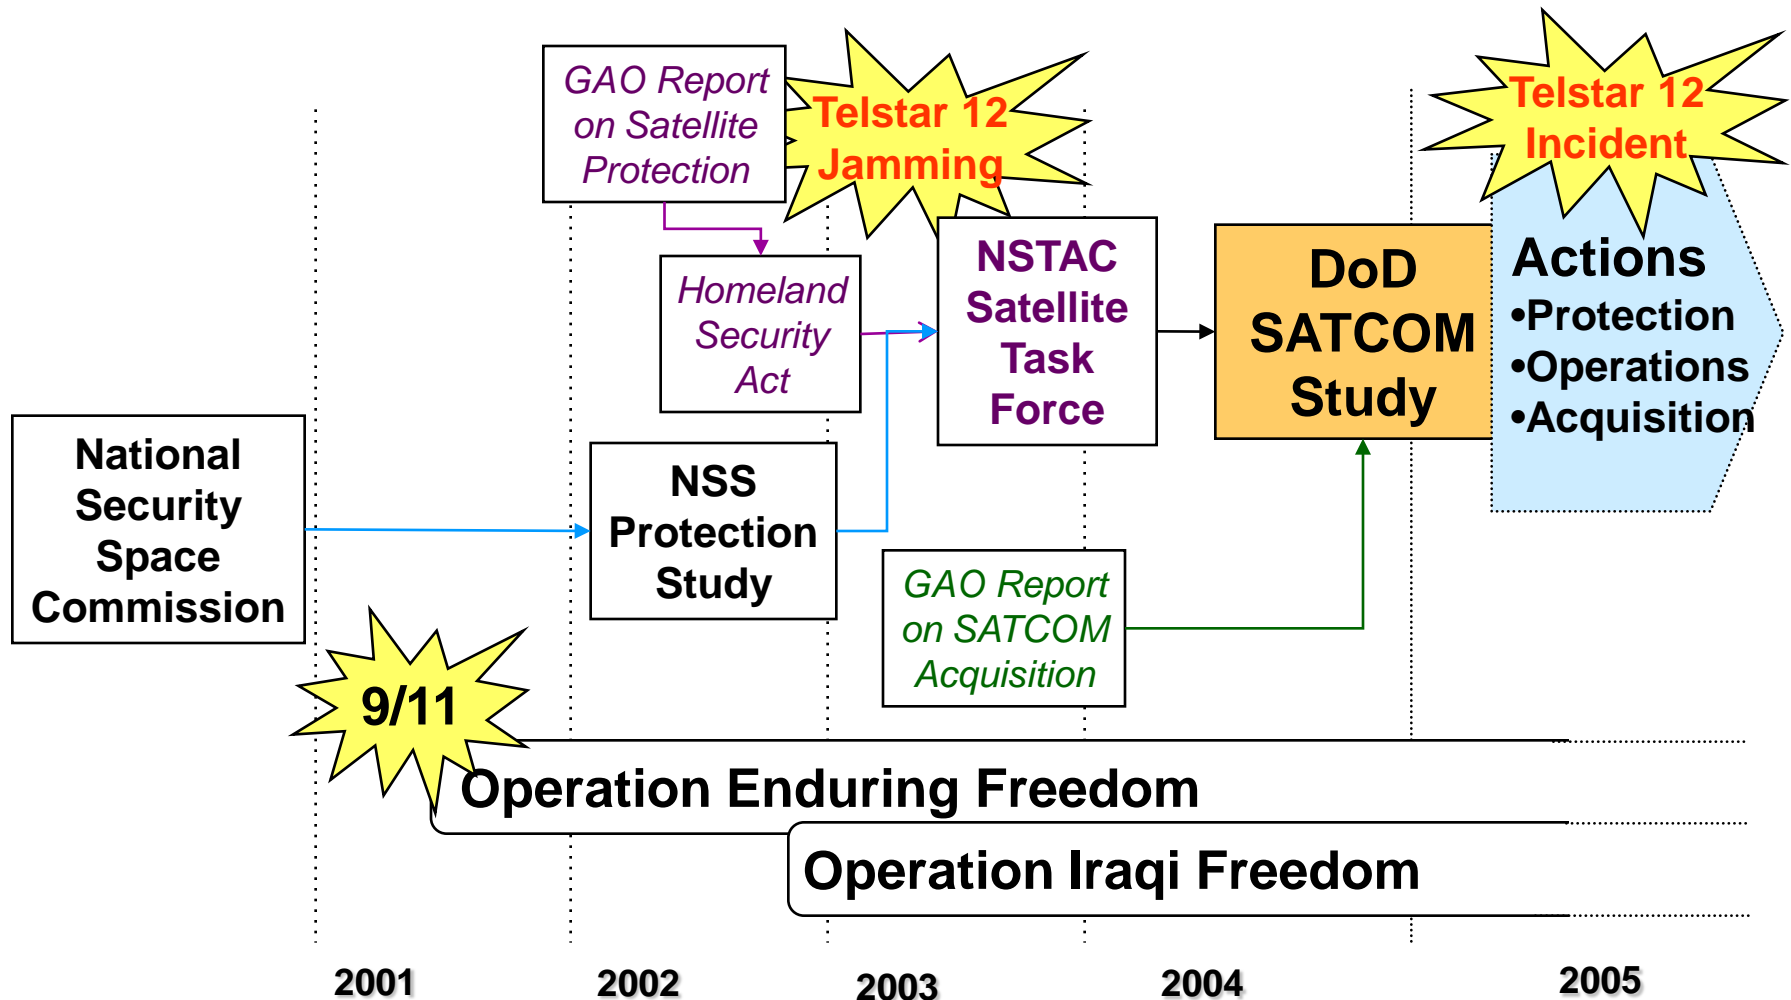 GAO Report
on Satellite
Protection
Telstar 12
Jamming
Telstar 12
Incident
Homeland
Security
Act
NSTAC
Satellite
Task
Force
DoD
SATCOM
Study
Actions
•Protection
•Operations
•Acquisition
National
Security
Space
Commission
NSS
Protection
Study
GAO Report
on SATCOM
Acquisition
9/11
Operation Enduring Freedom
Operation Iraqi Freedom
2001
2002
2003
2004
2005